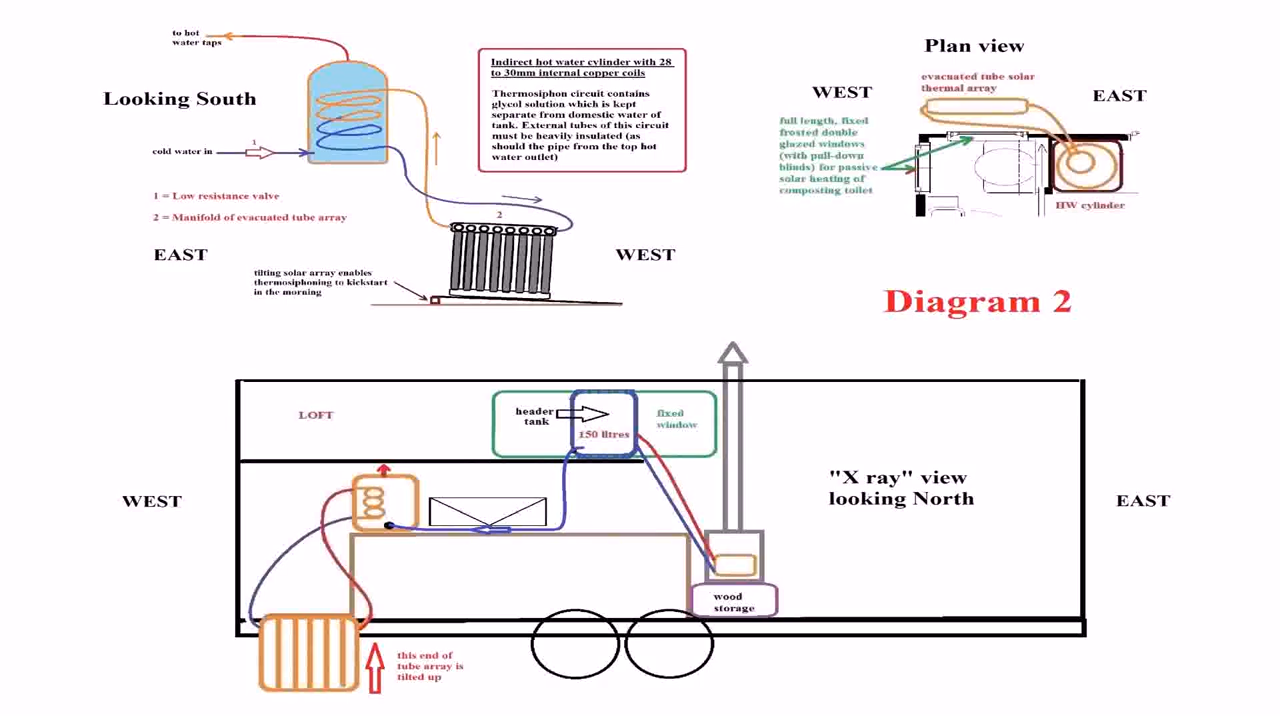 to hot
water taps
Looking South
cold water in
1
1 = Low resistance valve
2 = Manifold of evacuated tube array
EAST
WEST
2
tilting solar array enables
thermosiphoning to kickstart
in the morning
Indirect hot water cylinder with 28
to 30mm internal copper coils
Thermosiphon circuit contains
glycol solution which is kept
separate from domestic water of
tank. External tubes of this circuit
must be heavily insulated (as
should the pipe from the top hot
water outlet)
Plan view
evacuated tube solar
thermal array
WEST
EAST
full length, fixed
frosted double
glazed windows
(with pull-down
blinds) for passive
solar heating of
composting toilet
HW cylinder
Diagram 2
LOFT
header
tank
150 litres
fixed
window
"X ray" view
looking North
WEST
EAST
wood
storage
this end of
tube array is
tilted up